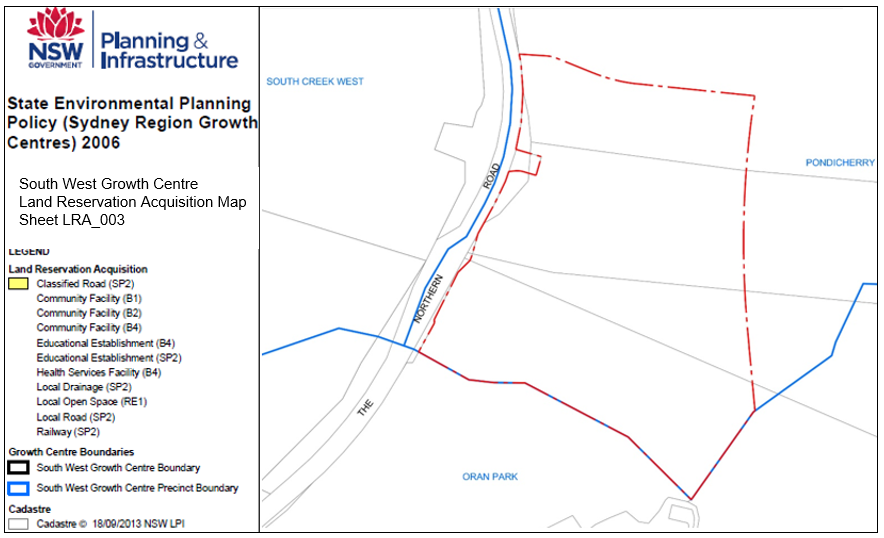 NSW
GOVERNMENT
Planning &
Infrastructure
State Environmental Planning
Policy (Sydney Region Growth
Centres) 2006
South West Growth Centre
Land Reservation Acquisition Map
Sheet LRA_003
LEGEND
Land Reservation Acquisition
Classified Road (SP2)
Community Facility (B1)
Community Facility (B2)
Community Facility (B4)
Educational Establishment (B4)
Educational Establishment (SP2)
Health Services Facility (B4)
Local Drainage (SP2)
Local Open Space (RE1)
Local Road (SP2)
Railway (SP2)
Growth Centre Boundaries
South West Growth Centre Boundary
South West Growth Centre Precinct Boundary
Cadastre
Cadastre © 18/09/2013 NSW LPI
SOUTH CREEK WEST
PONDICHERRY
ROAD
NORTHERN
THE
ORAN PARK